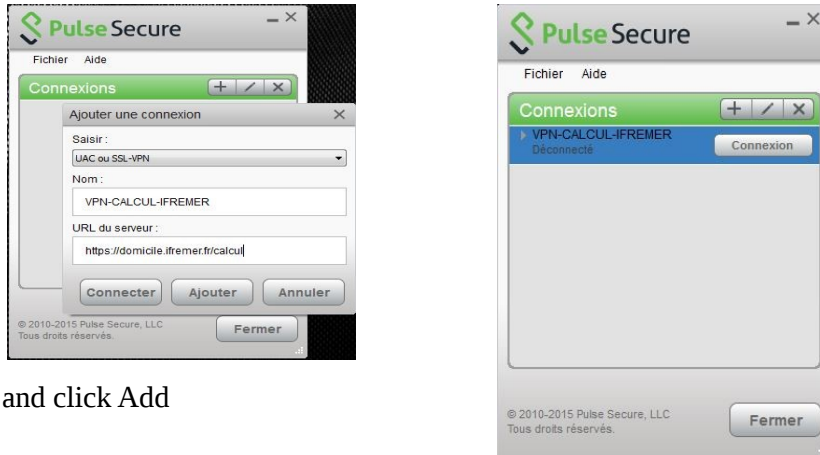 Pulse Secure
Fichier Aide
Connexions
Ajouter une connexion
Saisir :
UAC ou SSL-VPN
Nom :
VPN-CALCUL-IFREMER
URL du serveur :
https://domicile.ifremer.fr/calcul
Connecter Ajouter Annuler
© 2010-2015 Pulse Secure, LLC
Tous droits réservés.
Fermer
and click Add
Pulse Secure
Fichier Aide
Connexions
VPN-CALCUL-IFREMER
Déconnecté
Connexion
© 2010-2015 Pulse Secure, LLC
Tous droits réservés.
Fermer